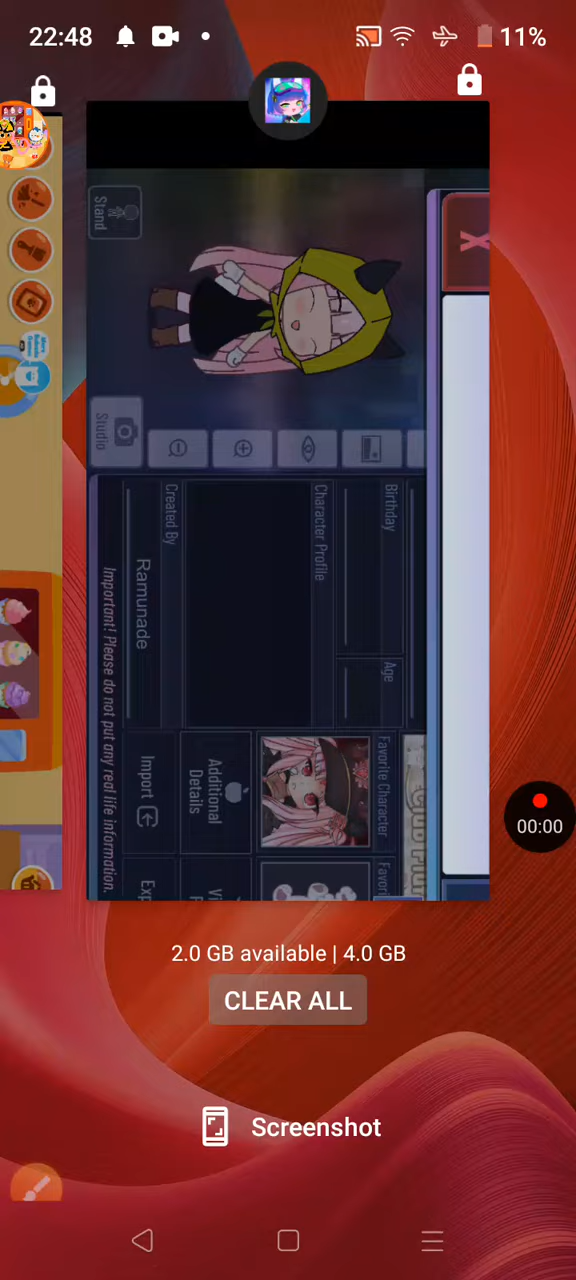 22:48
11%
Stand
Studio
Birthday
Age
Character Profile
Created By
Ramunade
Important! Please do not put any real life information.
Favorite Character
Additional
Details
Import
00:00
2.0 GB available | 4.0 GB
CLEAR ALL
Screenshot